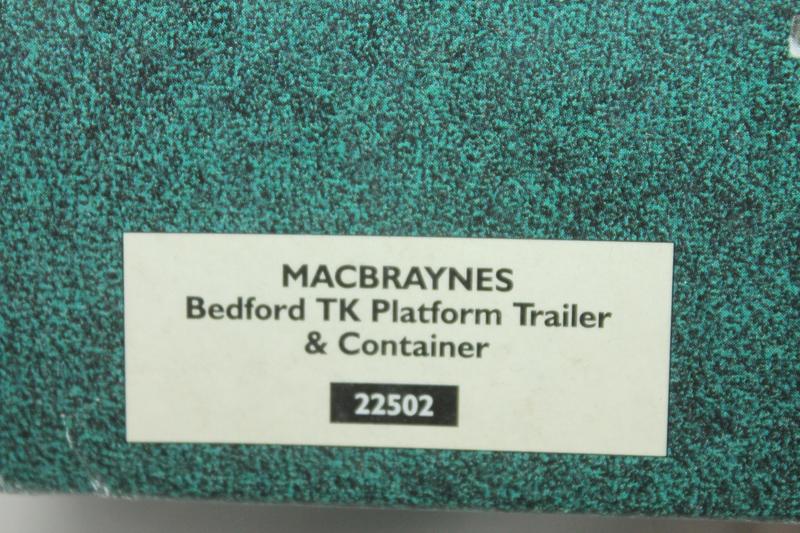 MACBRAYNES
Bedford TK Platform Trailer
& Container
22502